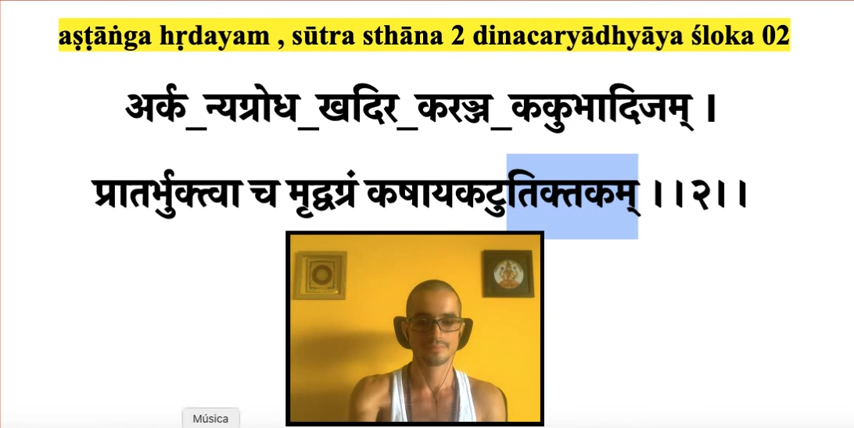 aṣṭāṅga hṛdayam , sūtra sthāna 2 dinacaryādhyāya śloka 02
अर्क_न्यग्रोध_खदिर_करञ्ज_ककुभादिजम् ।
प्रातर्भुक्त्वा च मृद्वग्रं कषायकटुतिक्तकम् ।।२।।
Música